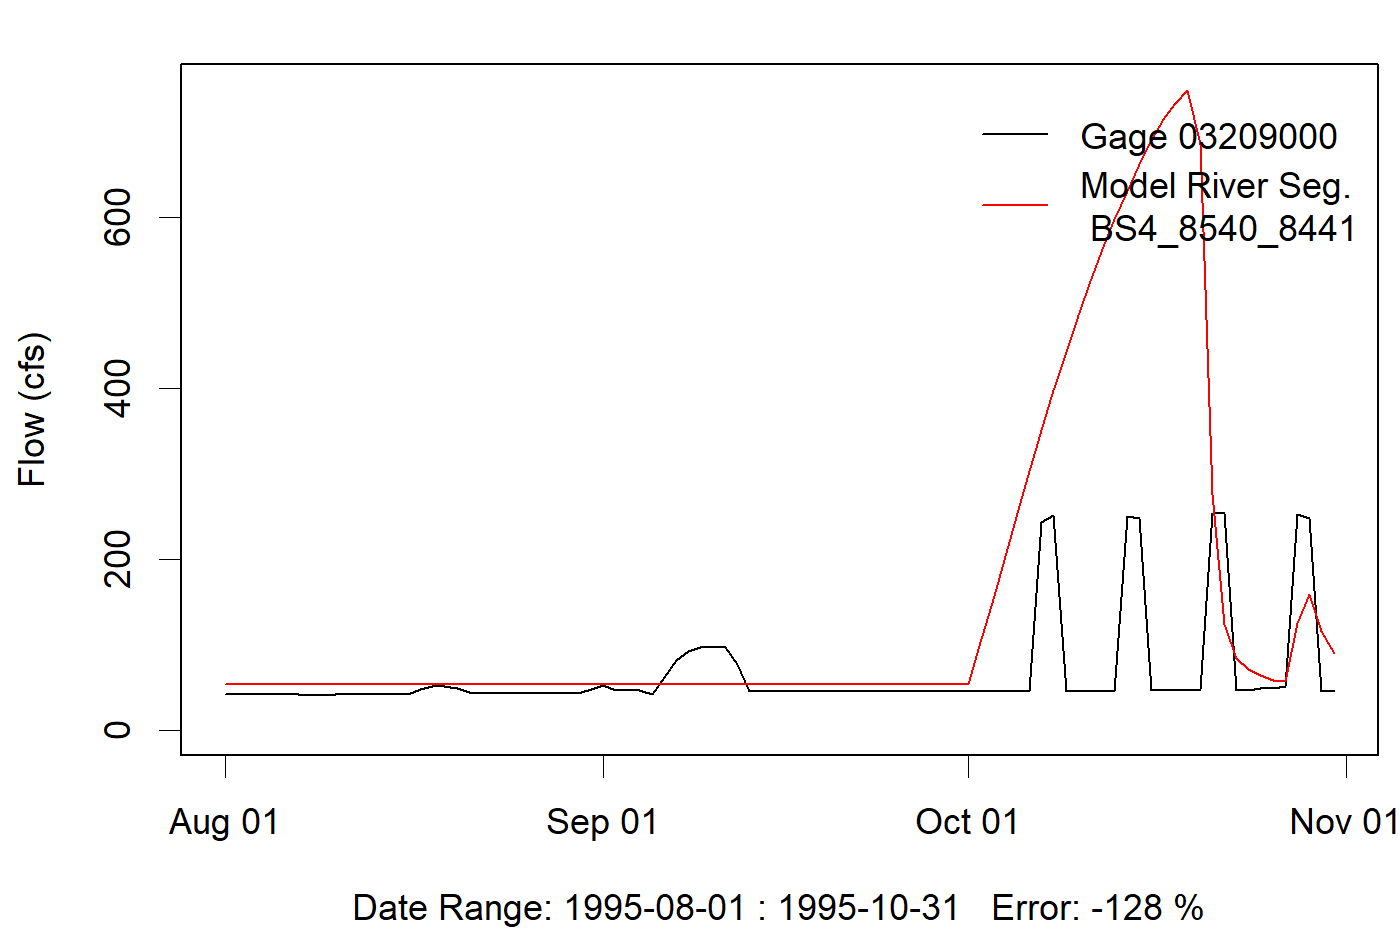 Gage 03209000
Model River Seg.
BS4_8540_8441
Flow (cfs)
600
400
200
0
Aug 01
Sep 01
Oct 01
Nov 01
Date Range: 1995-08-01 : 1995-10-31   Error: -128 %